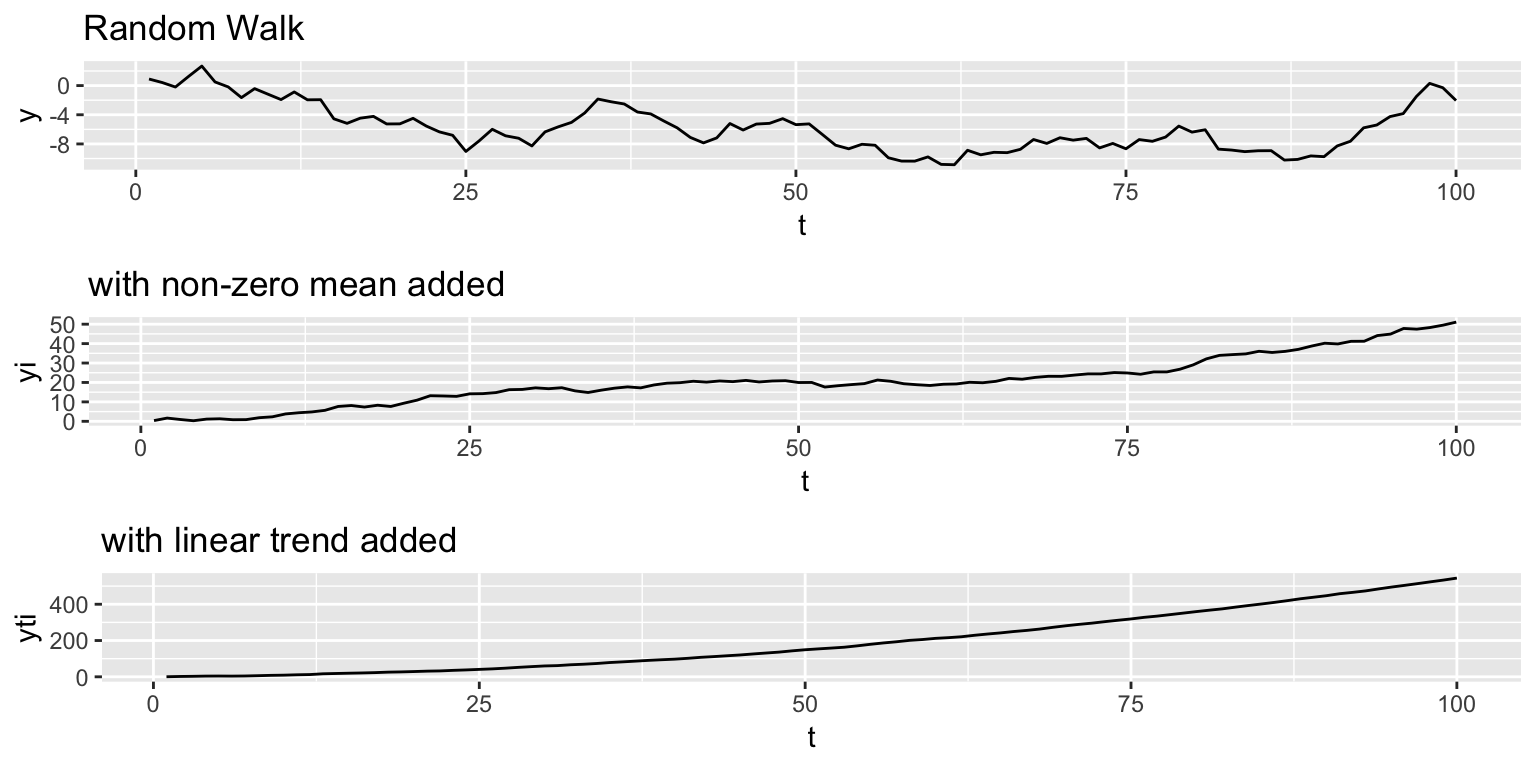 Random Walk
y
0
-4
-8
0 25 50 75 100
t
with non-zero mean added
yi
50
40
30
20
10
0
0 25 50 75 100
t
with linear trend added
yti
400
200
0
0 25 50 75 100
t